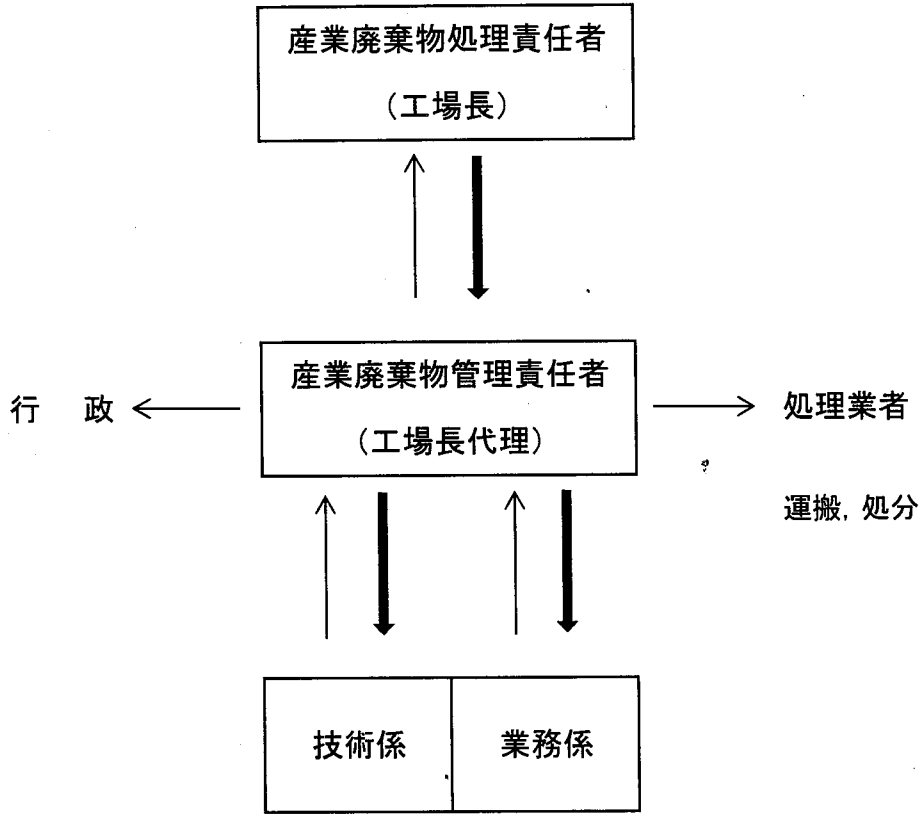 産業廃棄物処理責任者
（工場長）
産業廃棄物管理責任者
（工場長代理）
行　政
処理業者
運搬，処分
技術係
業務係